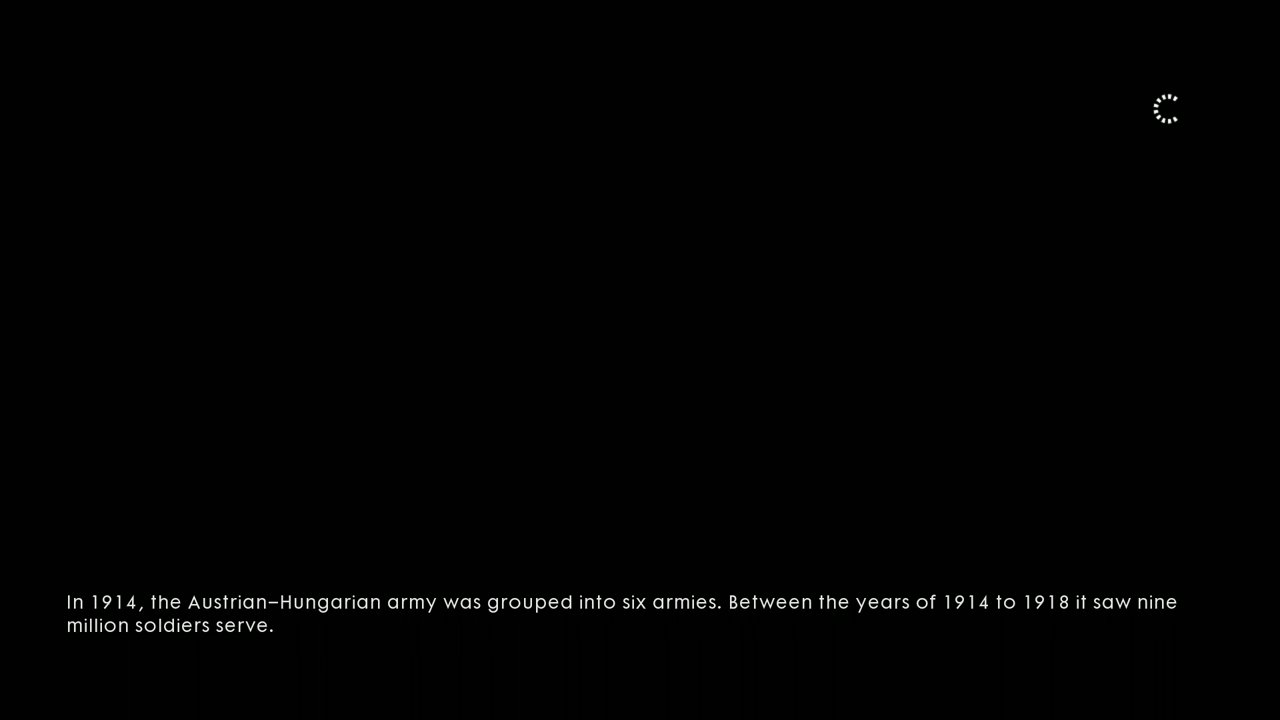 In 1914, the Austrian–Hungarian army was grouped into six armies. Between the years of 1914 to 1918 it saw nine
million soldiers serve.